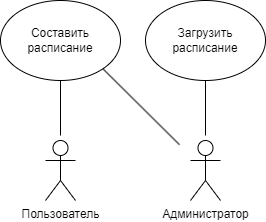 Составить
расписание
Загрузить
расписание
Пользователь
Администратор